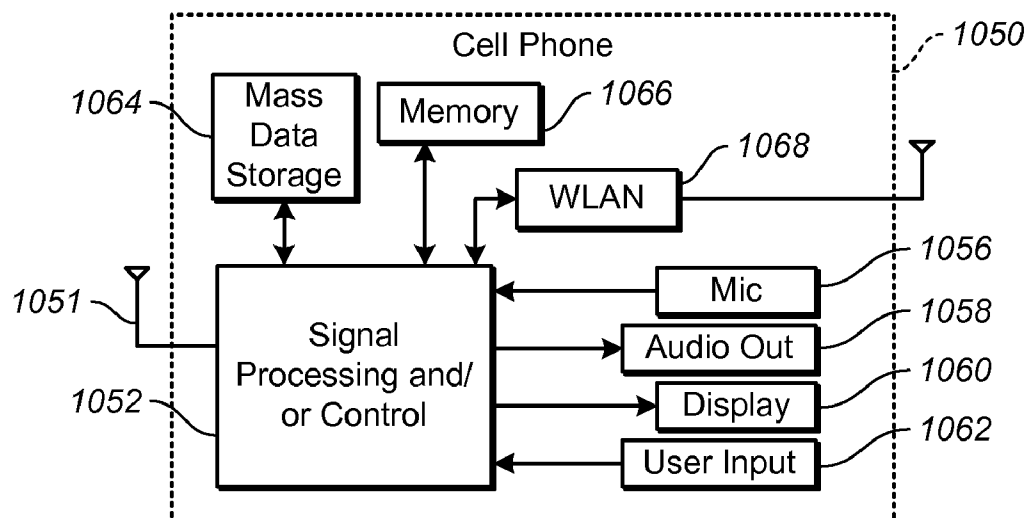 Cell Phone
1050
1064
Mass
Data
Storage
Memory
1066
1068
WLAN
1051
1056
Mic
1058
Signal
Processing and/
or Control
Audio Out
1060
1052
Display
1062
User Input